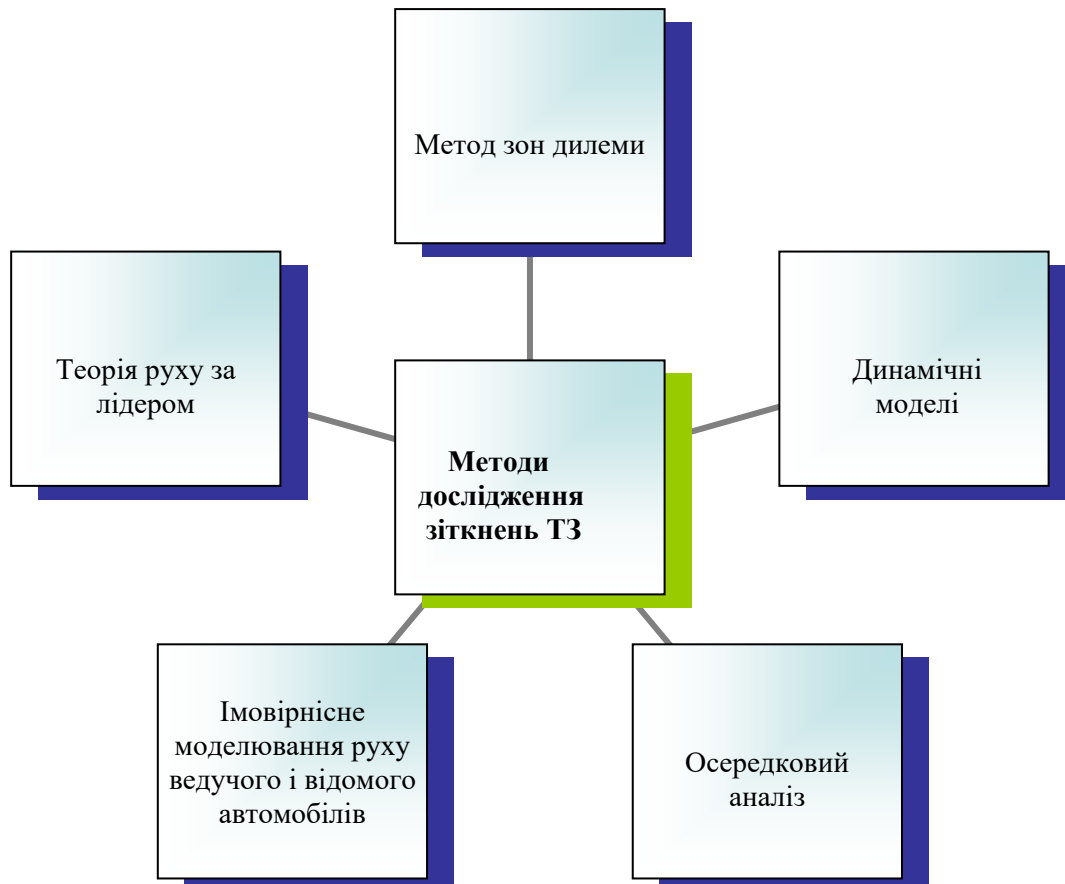 Метод зон дилеми
Теорія руху за
лідером
Динамічні
моделі
Методи
дослідження
зіткнень ТЗ
Імовірнісне
моделювання руху
ведучого і відомого
автомобілів
Осередковий
аналіз